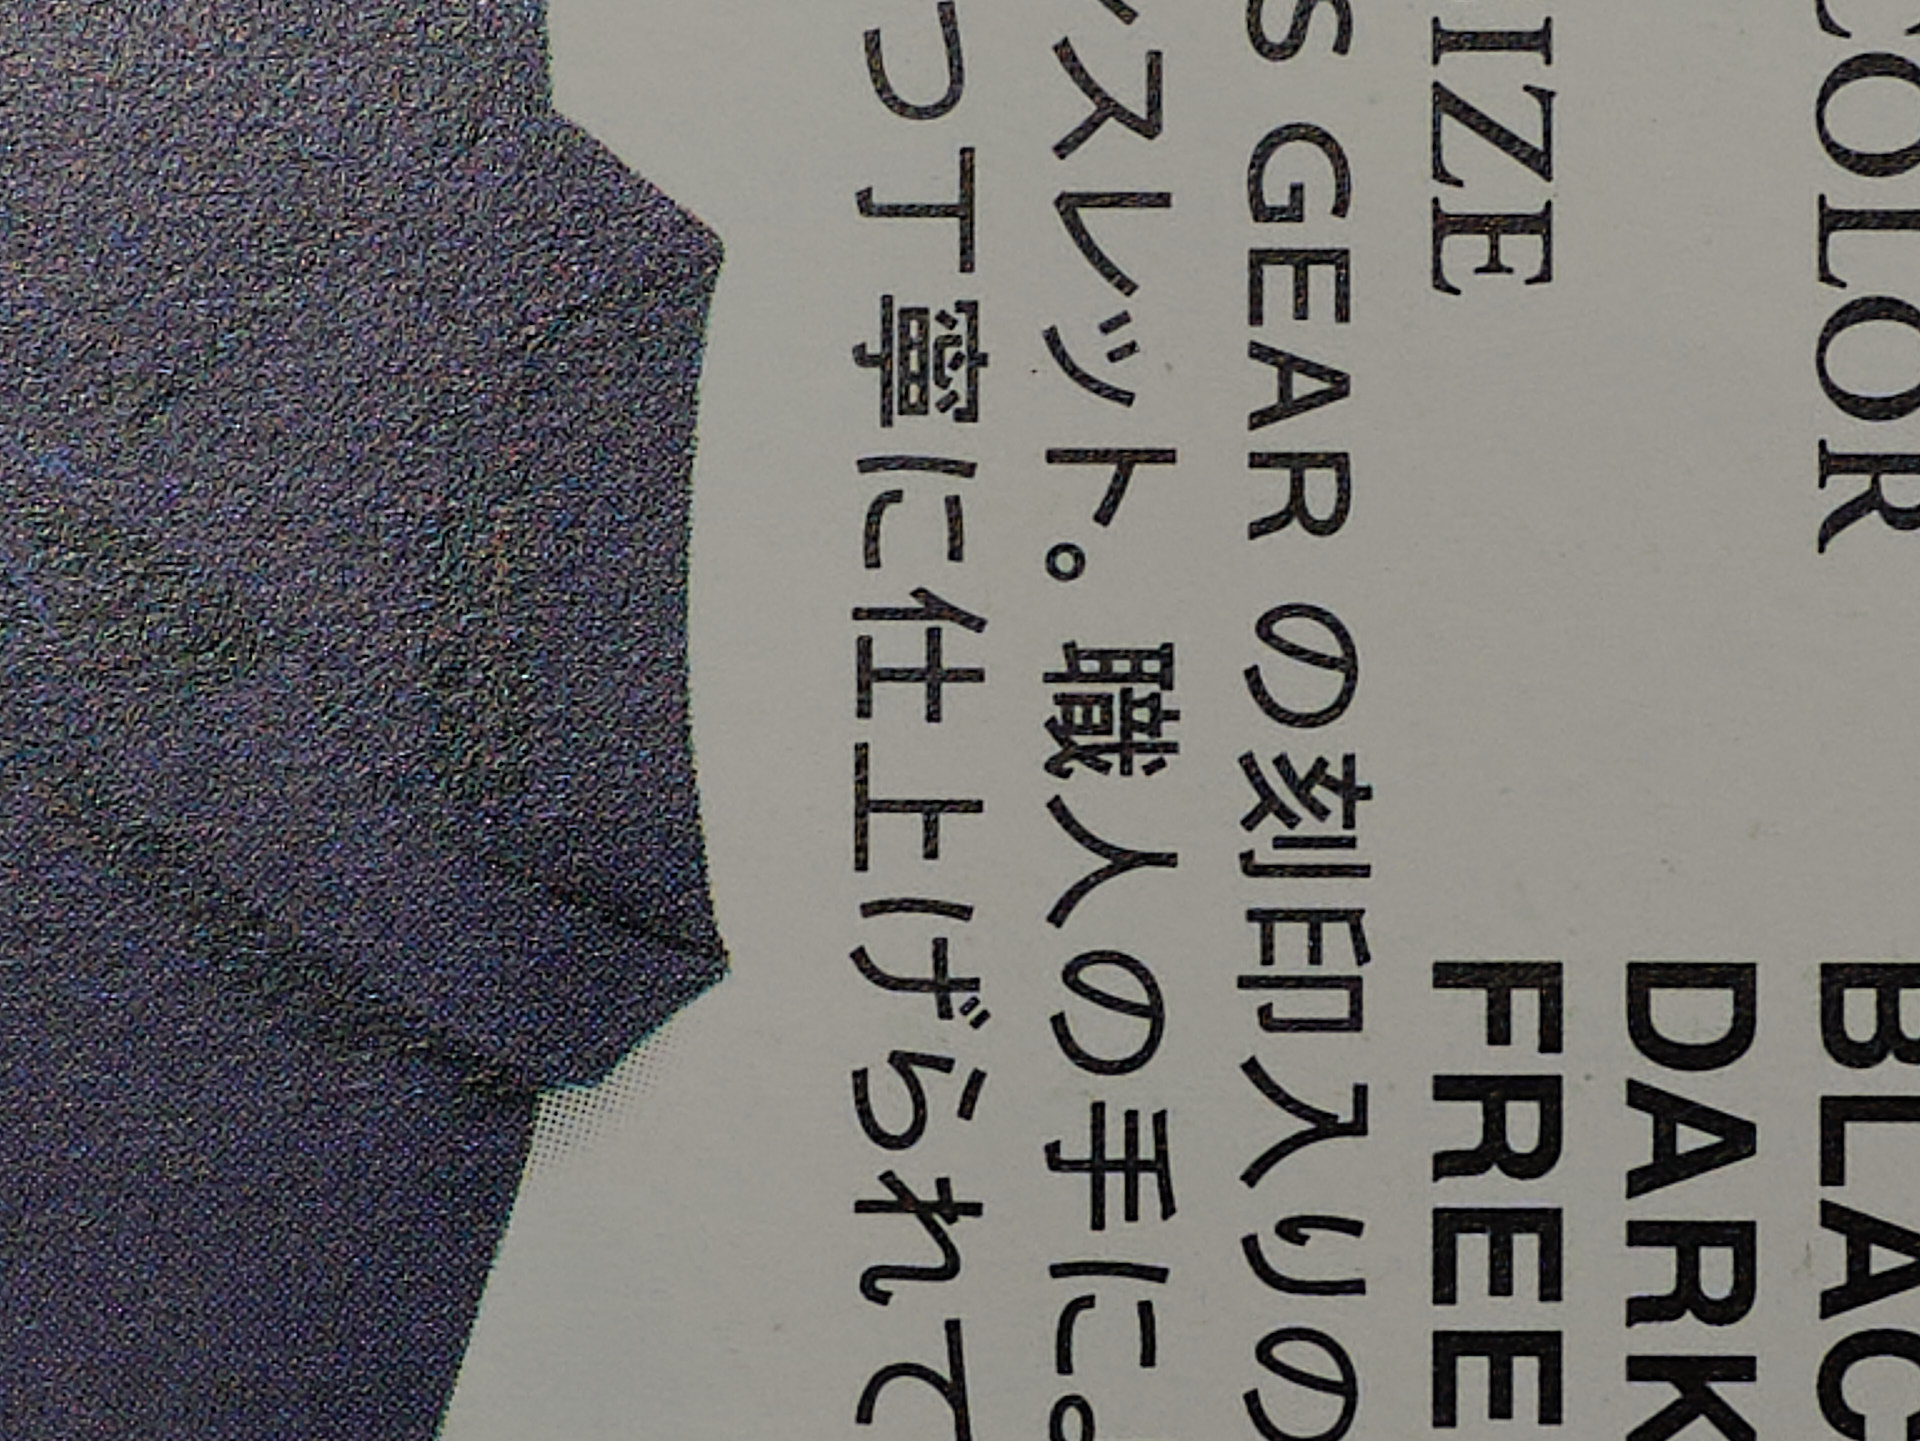 COLOR BLAC
DARK
IZE FREE
S GEAR の刻印入りの
スレット。職人の手に。
つ丁寧に仕上げられて